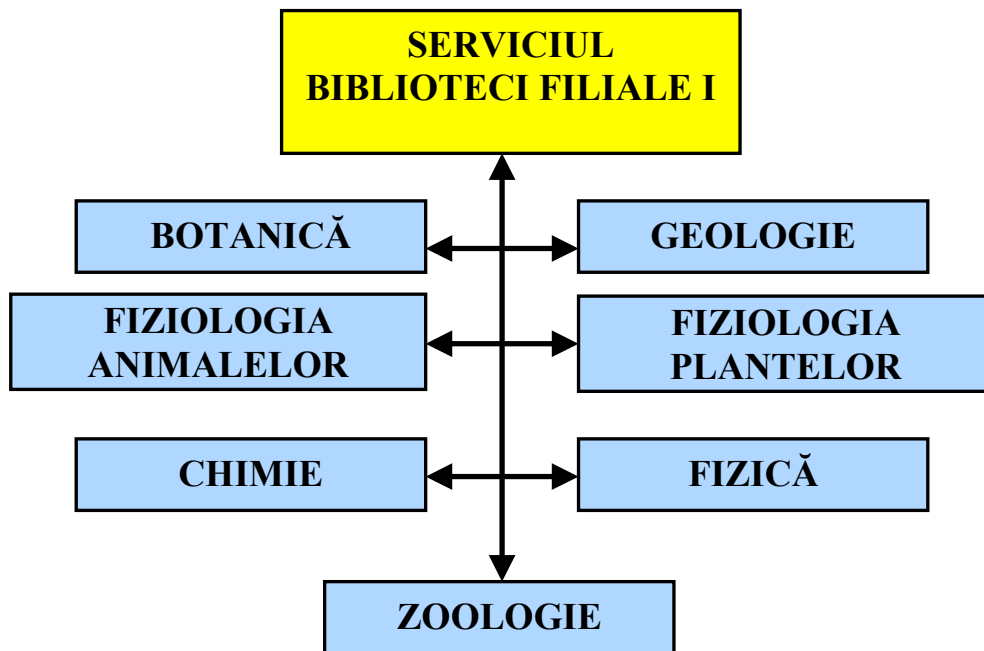 SERVICIUL
BIBLIOTECI FILIALE I
BOTANICĂ
GEOLOGIE
FIZIOLOGIA
ANIMALELOR
FIZIOLOGIA
PLANTELOR
CHIMIE
FIZICĂ
ZOOLOGIE